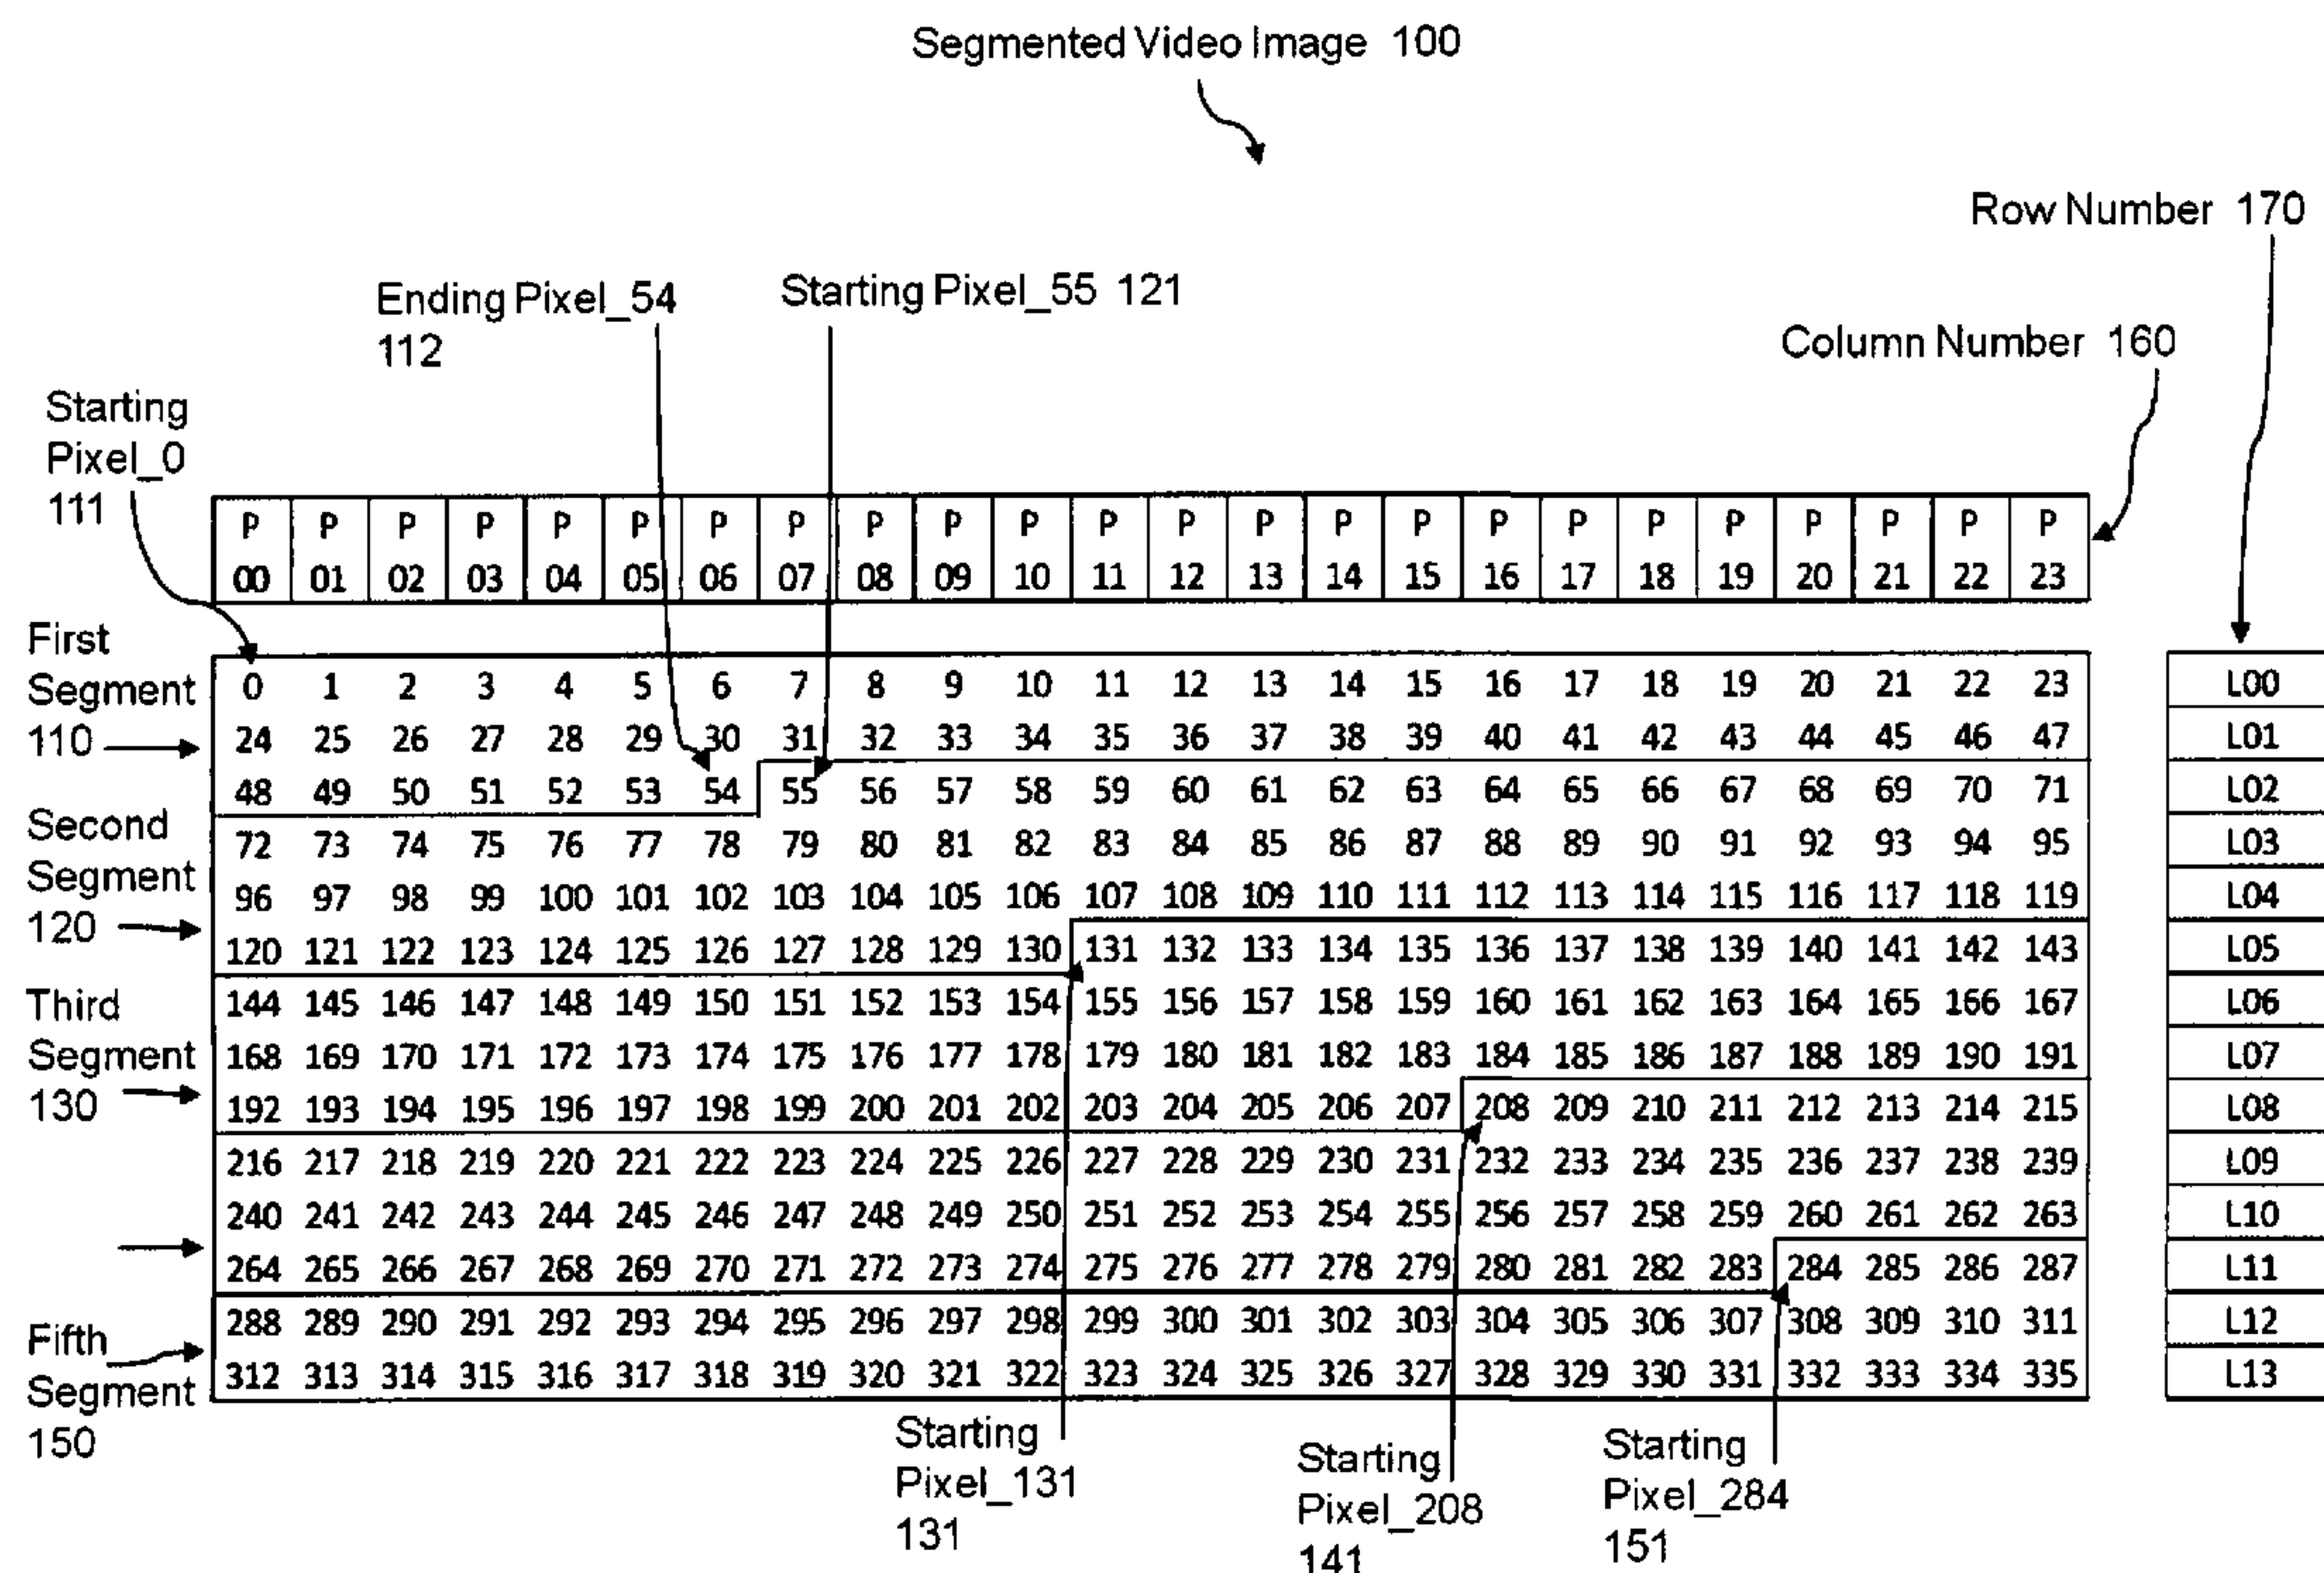 Segmented Video Image 100
Row Number 170
Ending Pixel_54
112
Starting Pixel_55 121
Column Number 160
Starting
Pixel_0
111
P P P P P P P P P P P P P P P P P P P P P P P P
00 01 02 03 04 05 06 07 08 09 10 11 12 13 14 15 16 17 18 19 20 21 22 23
First
Segment
110
0 1 2 3 4 5 6 7 8 9 10 11 12 13 14 15 16 17 18 19 20 21 22 23 L00
24 25 26 27 28 29 30 31 32 33 34 35 36 37 38 39 40 41 42 43 44 45 46 47 L01
48 49 50 51 52 53 54 55 56 57 58 59 60 61 62 63 64 65 66 67 68 69 70 71 L02
Second
Segment
120
72 73 74 75 76 77 78 79 80 81 82 83 84 85 86 87 88 89 90 91 92 93 94 95 L03
96 97 98 99 100 101 102 103 104 105 106 107 108 109 110 111 112 113 114 115 116 117 118 119 L04
120 121 122 123 124 125 126 127 128 129 130 131 132 133 134 135 136 137 138 139 140 141 142 143 L05
Third
Segment
130
144 145 146 147 148 149 150 151 152 153 154 155 156 157 158 159 160 161 162 163 164 165 166 167 L06
168 169 170 171 172 173 174 175 176 177 178 179 180 181 182 183 184 185 186 187 188 189 190 191 L07
192 193 194 195 196 197 198 199 200 201 202 203 204 205 206 207 208 209 210 211 212 213 214 215 L08
216 217 218 219 220 221 222 223 224 225 226 227 228 229 230 231 232 233 234 235 236 237 238 239 L09
240 241 242 243 244 245 246 247 248 249 250 251 252 253 254 255 256 257 258 259 260 261 262 263 L10
264 265 266 267 268 269 270 271 272 273 274 275 276 277 278 279 280 281 282 283 284 285 286 287 L11
Fifth
Segment
150
288 289 290 291 292 293 294 295 296 297 298 299 300 301 302 303 304 305 306 307 308 309 310 311 L12
312 313 314 315 316 317 318 319 320 321 322 323 324 325 326 327 328 329 330 331 332 333 334 335 L13
Starting
Pixel_131
131
Starting
Pixel_208
141
Starting
Pixel_284
151